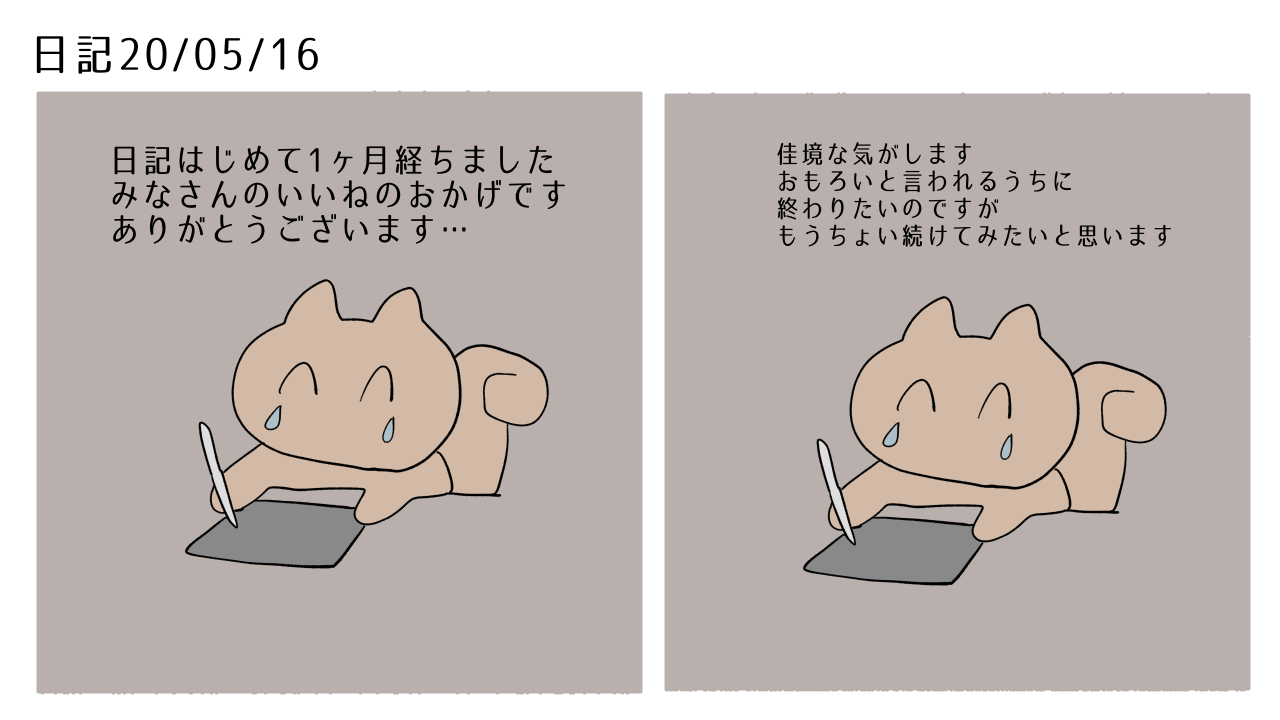 日記20/05/16
日記はじめて1ヶ月経ちました
みなさんのいいねのおかげです
ありがとうございます…
佳境な気がします
おもろいと言われるうちに
終わりたいのですが
もうちょい続けてみたいと思います